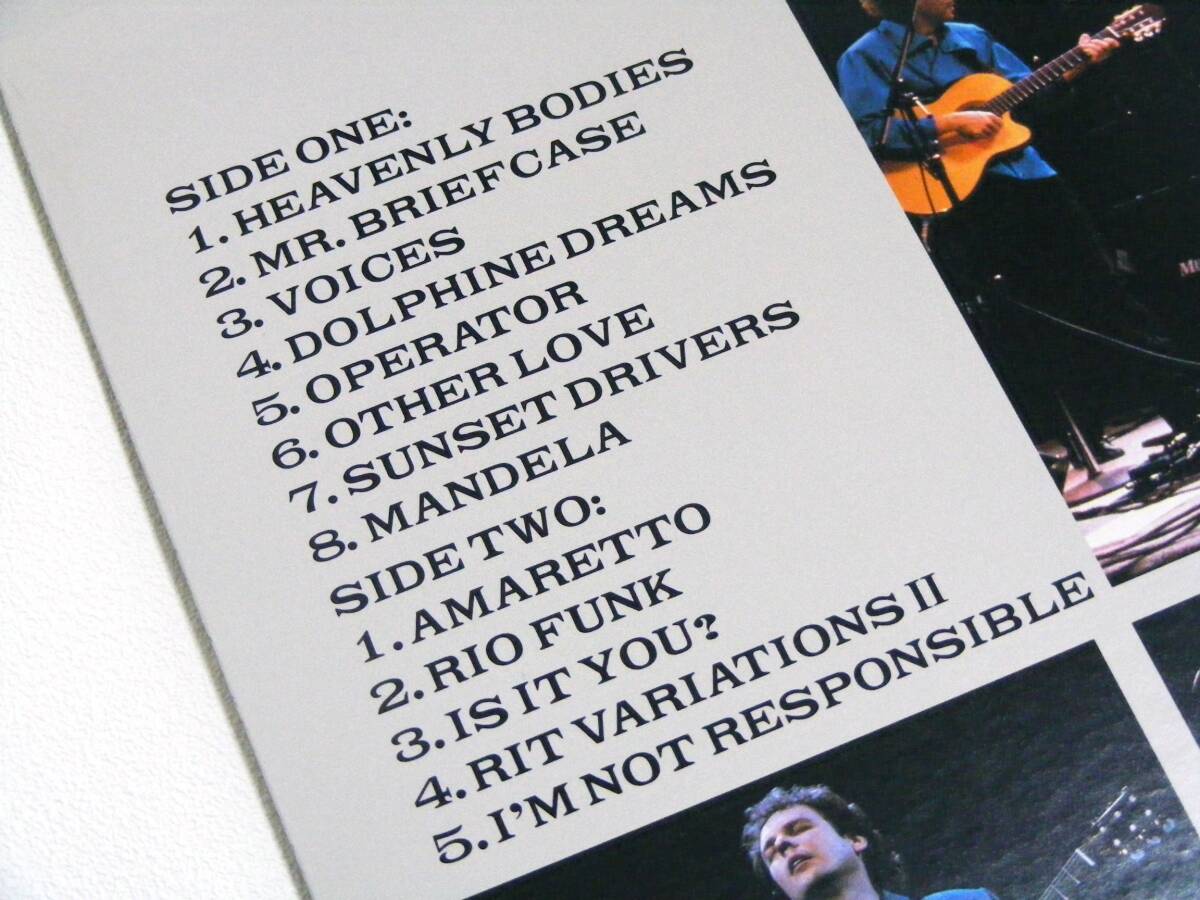 SIDE ONE:
1. HEAVENLY BODIES
2. MR. BRIEFCASE
3. VOICES
4. DOLPHINE DREAMS
5. OPERATOR
6. OTHER LOVE
7. SUNSET DRIVERS
8. MANDELA
SIDE TWO:
1. AMARETTO
2. RIO FUNK
3. IS IT YOU?
4. RIT VARIATIONS II
5. I'M NOT RESPONSIBLE